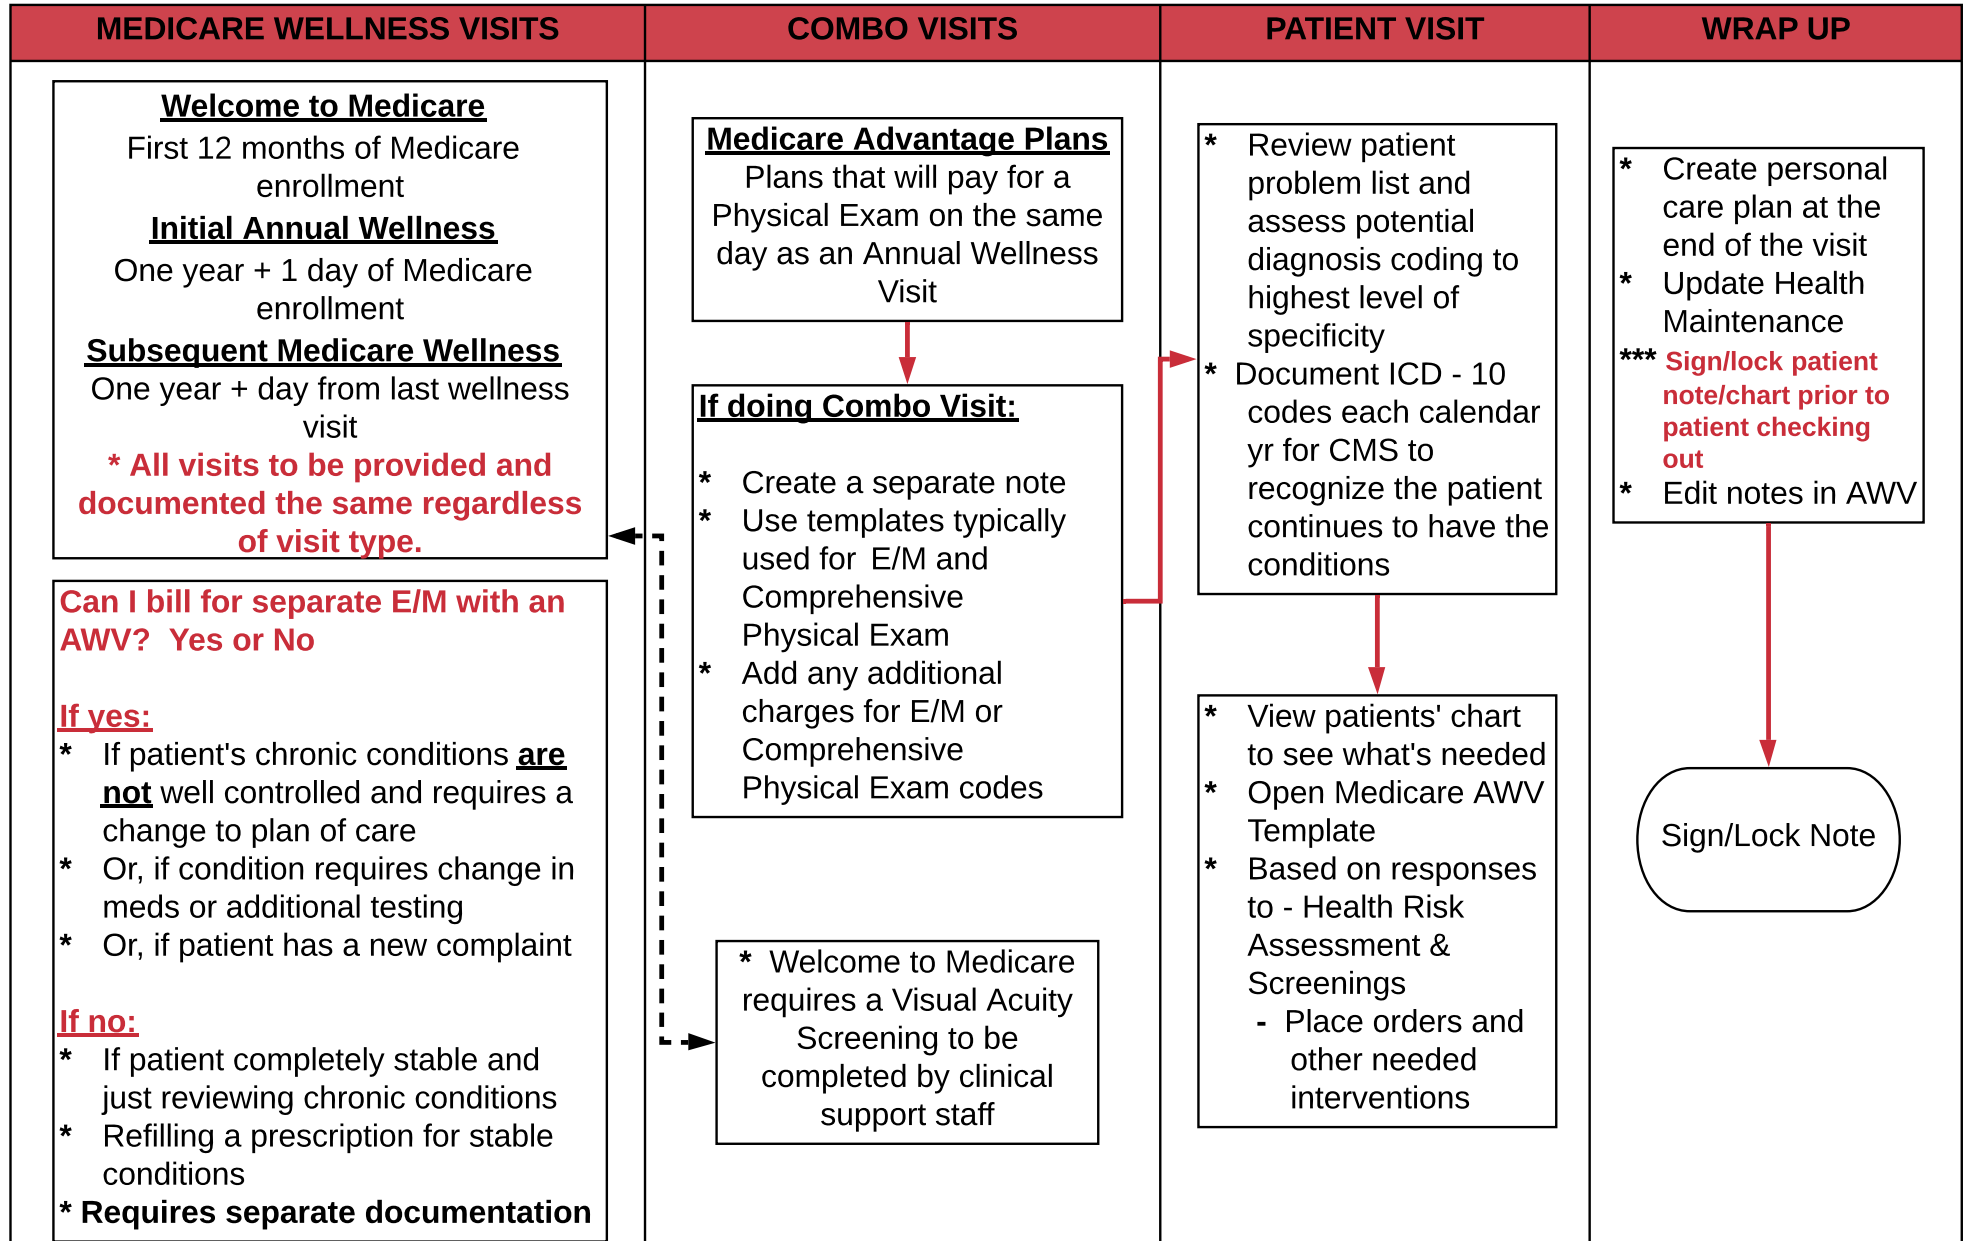 MEDICARE WELLNESS VISITS
COMBO VISITS
PATIENT VISIT
WRAP UP
Welcome to Medicare
First 12 months of Medicare
enrollment
Initial Annual Wellness
One year + 1 day of Medicare
enrollment
Subsequent Medicare Wellness
One year + day from last wellness
visit
* All visits to be provided and
documented the same regardless
of visit type.
Can I bill for separate E/M with an
AWV? Yes or No
If yes:
* If patient's chronic conditions are
not well controlled and requires a
change to plan of care
* Or, if condition requires change in
meds or additional testing
* Or, if patient has a new complaint
If no:
* If patient completely stable and
just reviewing chronic conditions
* Refilling a prescription for stable
conditions
* Requires separate documentation
Medicare Advantage Plans
Plans that will pay for a
Physical Exam on the same
day as an Annual Wellness
Visit
If doing Combo Visit:
* Create a separate note
* Use templates typically
used for E/M and
Comprehensive
Physical Exam
* Add any additional
charges for E/M or
Comprehensive
Physical Exam codes
* Welcome to Medicare
requires a Visual Acuity
Screening to be
completed by clinical
support staff
* Review patient
problem list and
assess potential
diagnosis coding to
highest level of
specificity
* Document ICD - 10
codes each calendar
yr for CMS to
recognize the patient
continues to have the
conditions
* View patients' chart
to see what's needed
* Open Medicare AWV
Template
* Based on responses
to - Health Risk
Assessment &
Screenings
- Place orders and
other needed
interventions
* Create personal
care plan at the
end of the visit
* Update Health
Maintenance
*** Sign/lock patient
note/chart prior to
patient checking
out
* Edit notes in AWV
Sign/Lock Note